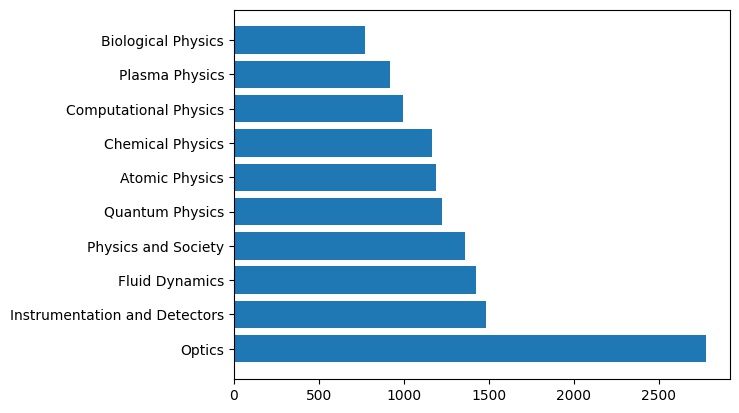 Biological Physics
Plasma Physics
Computational Physics
Chemical Physics
Atomic Physics
Quantum Physics
Physics and Society
Fluid Dynamics
Instrumentation and Detectors
Optics
0 500 1000 1500 2000 2500